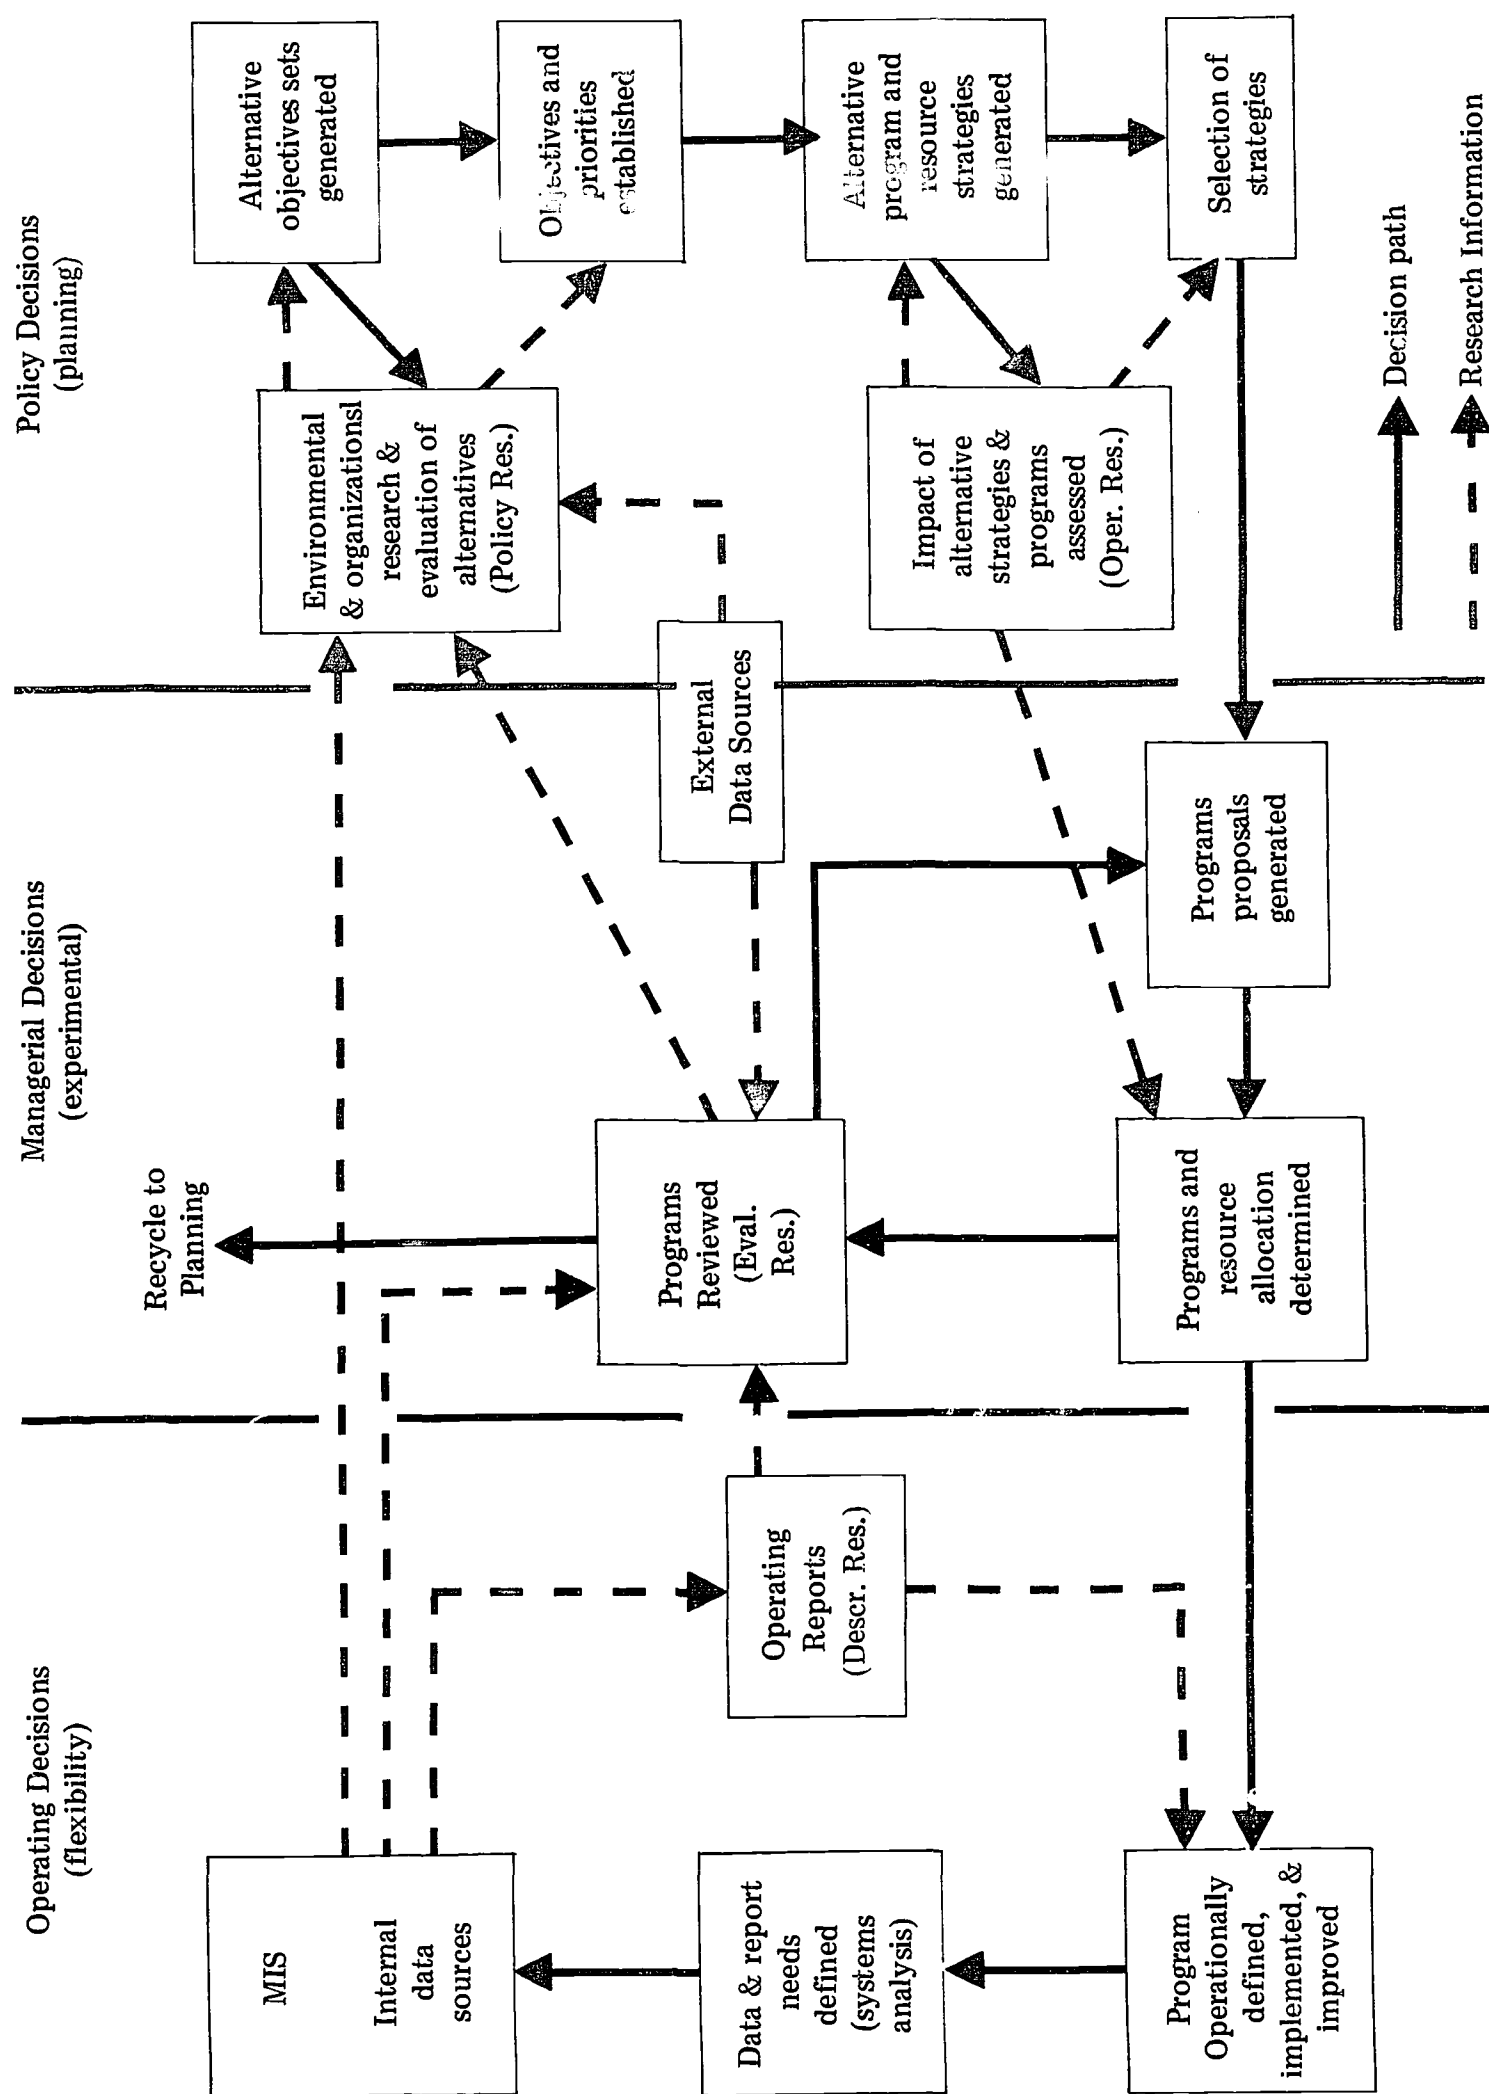 Operating Decisions
(flexibility)
Managerial Decisions
(experimental)
Policy Decisions
(planning)
MIS
Internal
data
sources
Data & report
needs
defined
(systems
analysis)
Program
Operationally
defined,
implemented, &
improved
Operating
Reports
(Descr. Res.)
Recycle to
Planning
Programs
Reviewed
(Eval.
Res.)
Programs and
resource
allocation
determined
External
Data Sources
Programs
proposals
generated
Environmental
& organizationsl
research &
evaluation of
alternatives
(Policy Res.)
Impact of
alternative
strategies &
programs
assessed
(Oper. Res.)
Alternative
objectives sets
generated
Objectives and
priorities
established
Alternative
program and
resource
strategies
generated
Selection of
strategies
Decision path
Research Information